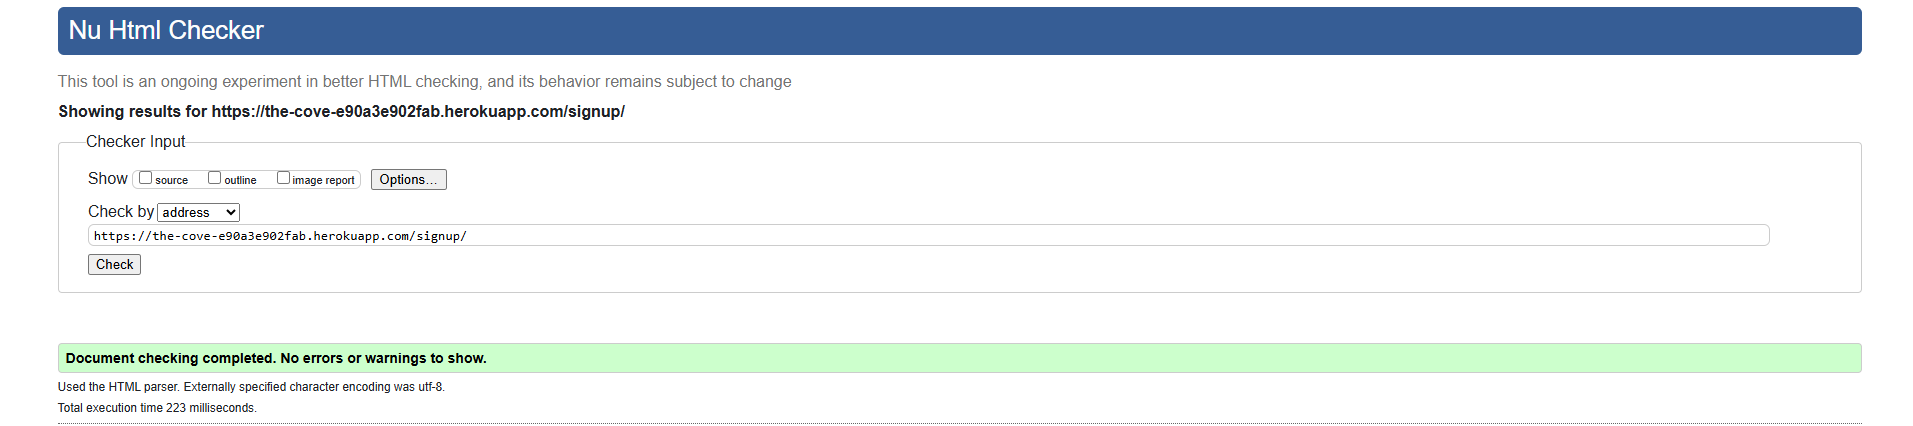 Nu Html Checker
This tool is an ongoing experiment in better HTML checking, and its behavior remains subject to change
Showing results for https://the-cove-e90a3e902fab.herokuapp.com/signup/
Checker Input
Show source outline image report Options...
Check by address
https://the-cove-e90a3e902fab.herokuapp.com/signup/
Check
Document checking completed. No errors or warnings to show.
Used the HTML parser. Externally specified character encoding was utf-8.
Total execution time 223 milliseconds.